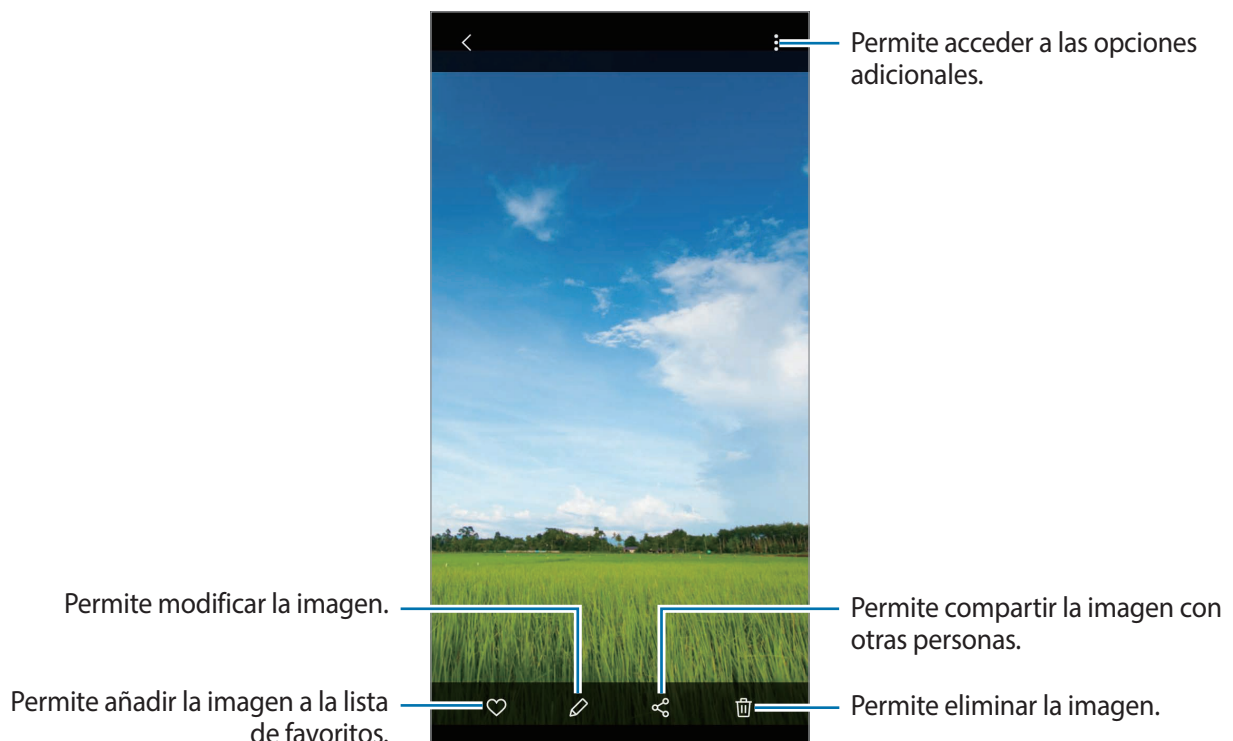 Permite acceder a las opciones
adicionales.
Permite modificar la imagen.
Permite compartir la imagen con
otras personas.
Permite añadir la imagen a la lista
de favoritos.
Permite eliminar la imagen.